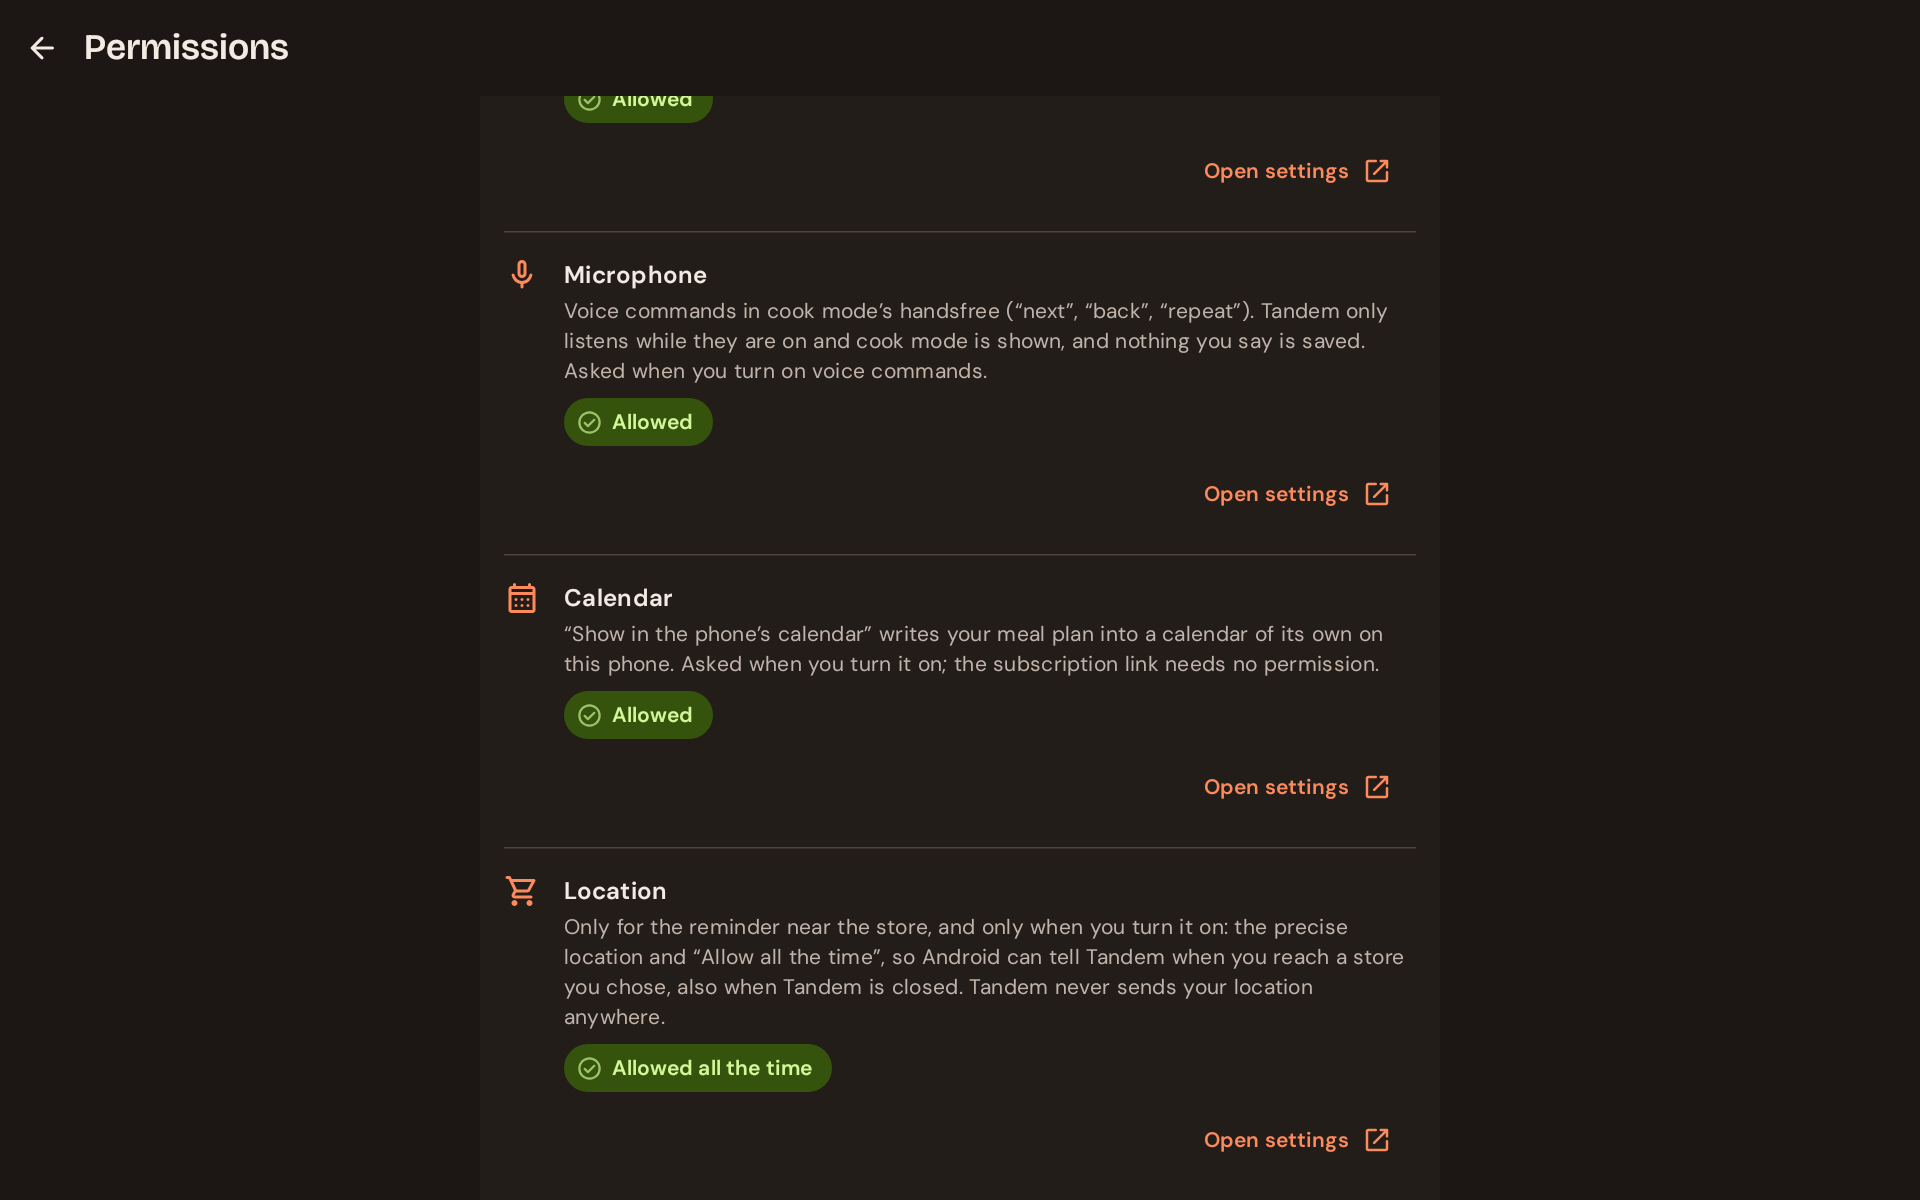 Permissions
Allowed
Open settings
Microphone
Voice commands in cook mode’s handsfree (“next”, “back”, “repeat”). Tandem only
listens while they are on and cook mode is shown, and nothing you say is saved.
Asked when you turn on voice commands.
Allowed
Open settings
Calendar
“Show in the phone’s calendar” writes your meal plan into a calendar of its own on
this phone. Asked when you turn it on; the subscription link needs no permission.
Allowed
Open settings
Location
Only for the reminder near the store, and only when you turn it on: the precise
location and “Allow all the time”, so Android can tell Tandem when you reach a store
you chose, also when Tandem is closed. Tandem never sends your location
anywhere.
Allowed all the time
Open settings